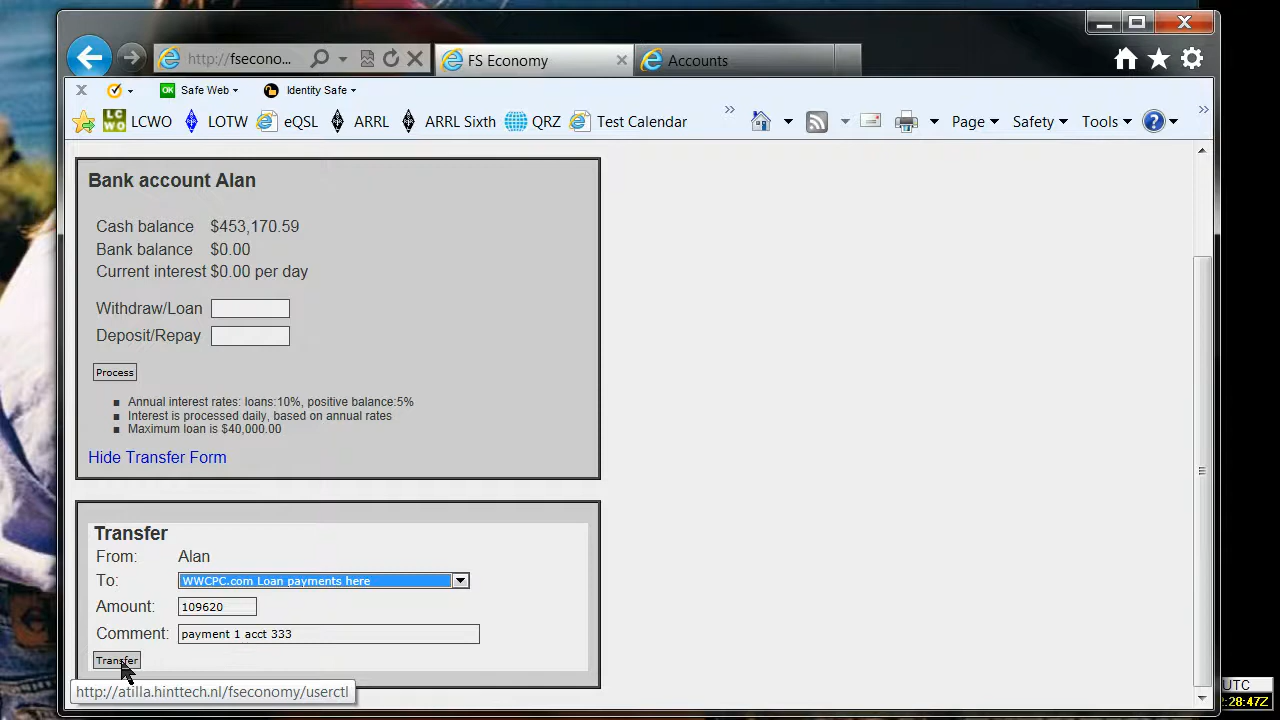 http://fsecono...
FS Economy
Accounts
Safe Web
Identity Safe
LCWO
LOTW
eQSL
ARRL
ARRL Sixth
QRZ
Test Calendar
Page
Safety
Tools
Bank account Alan
Cash balance $453,170.59
Bank balance $0.00
Current interest $0.00 per day
Withdraw/Loan
Deposit/Repay
Process
Annual interest rates: loans:10%, positive balance:5%
Interest is processed daily, based on annual rates
Maximum loan is $40,000.00
Hide Transfer Form
Transfer
From: Alan
To: WWCPC.com Loan payments here
Amount: 109620
Comment: payment 1 acct 333
Transfer
http://atilla.hinttech.nl/fseconomy/userctl
UTC
:28:47Z